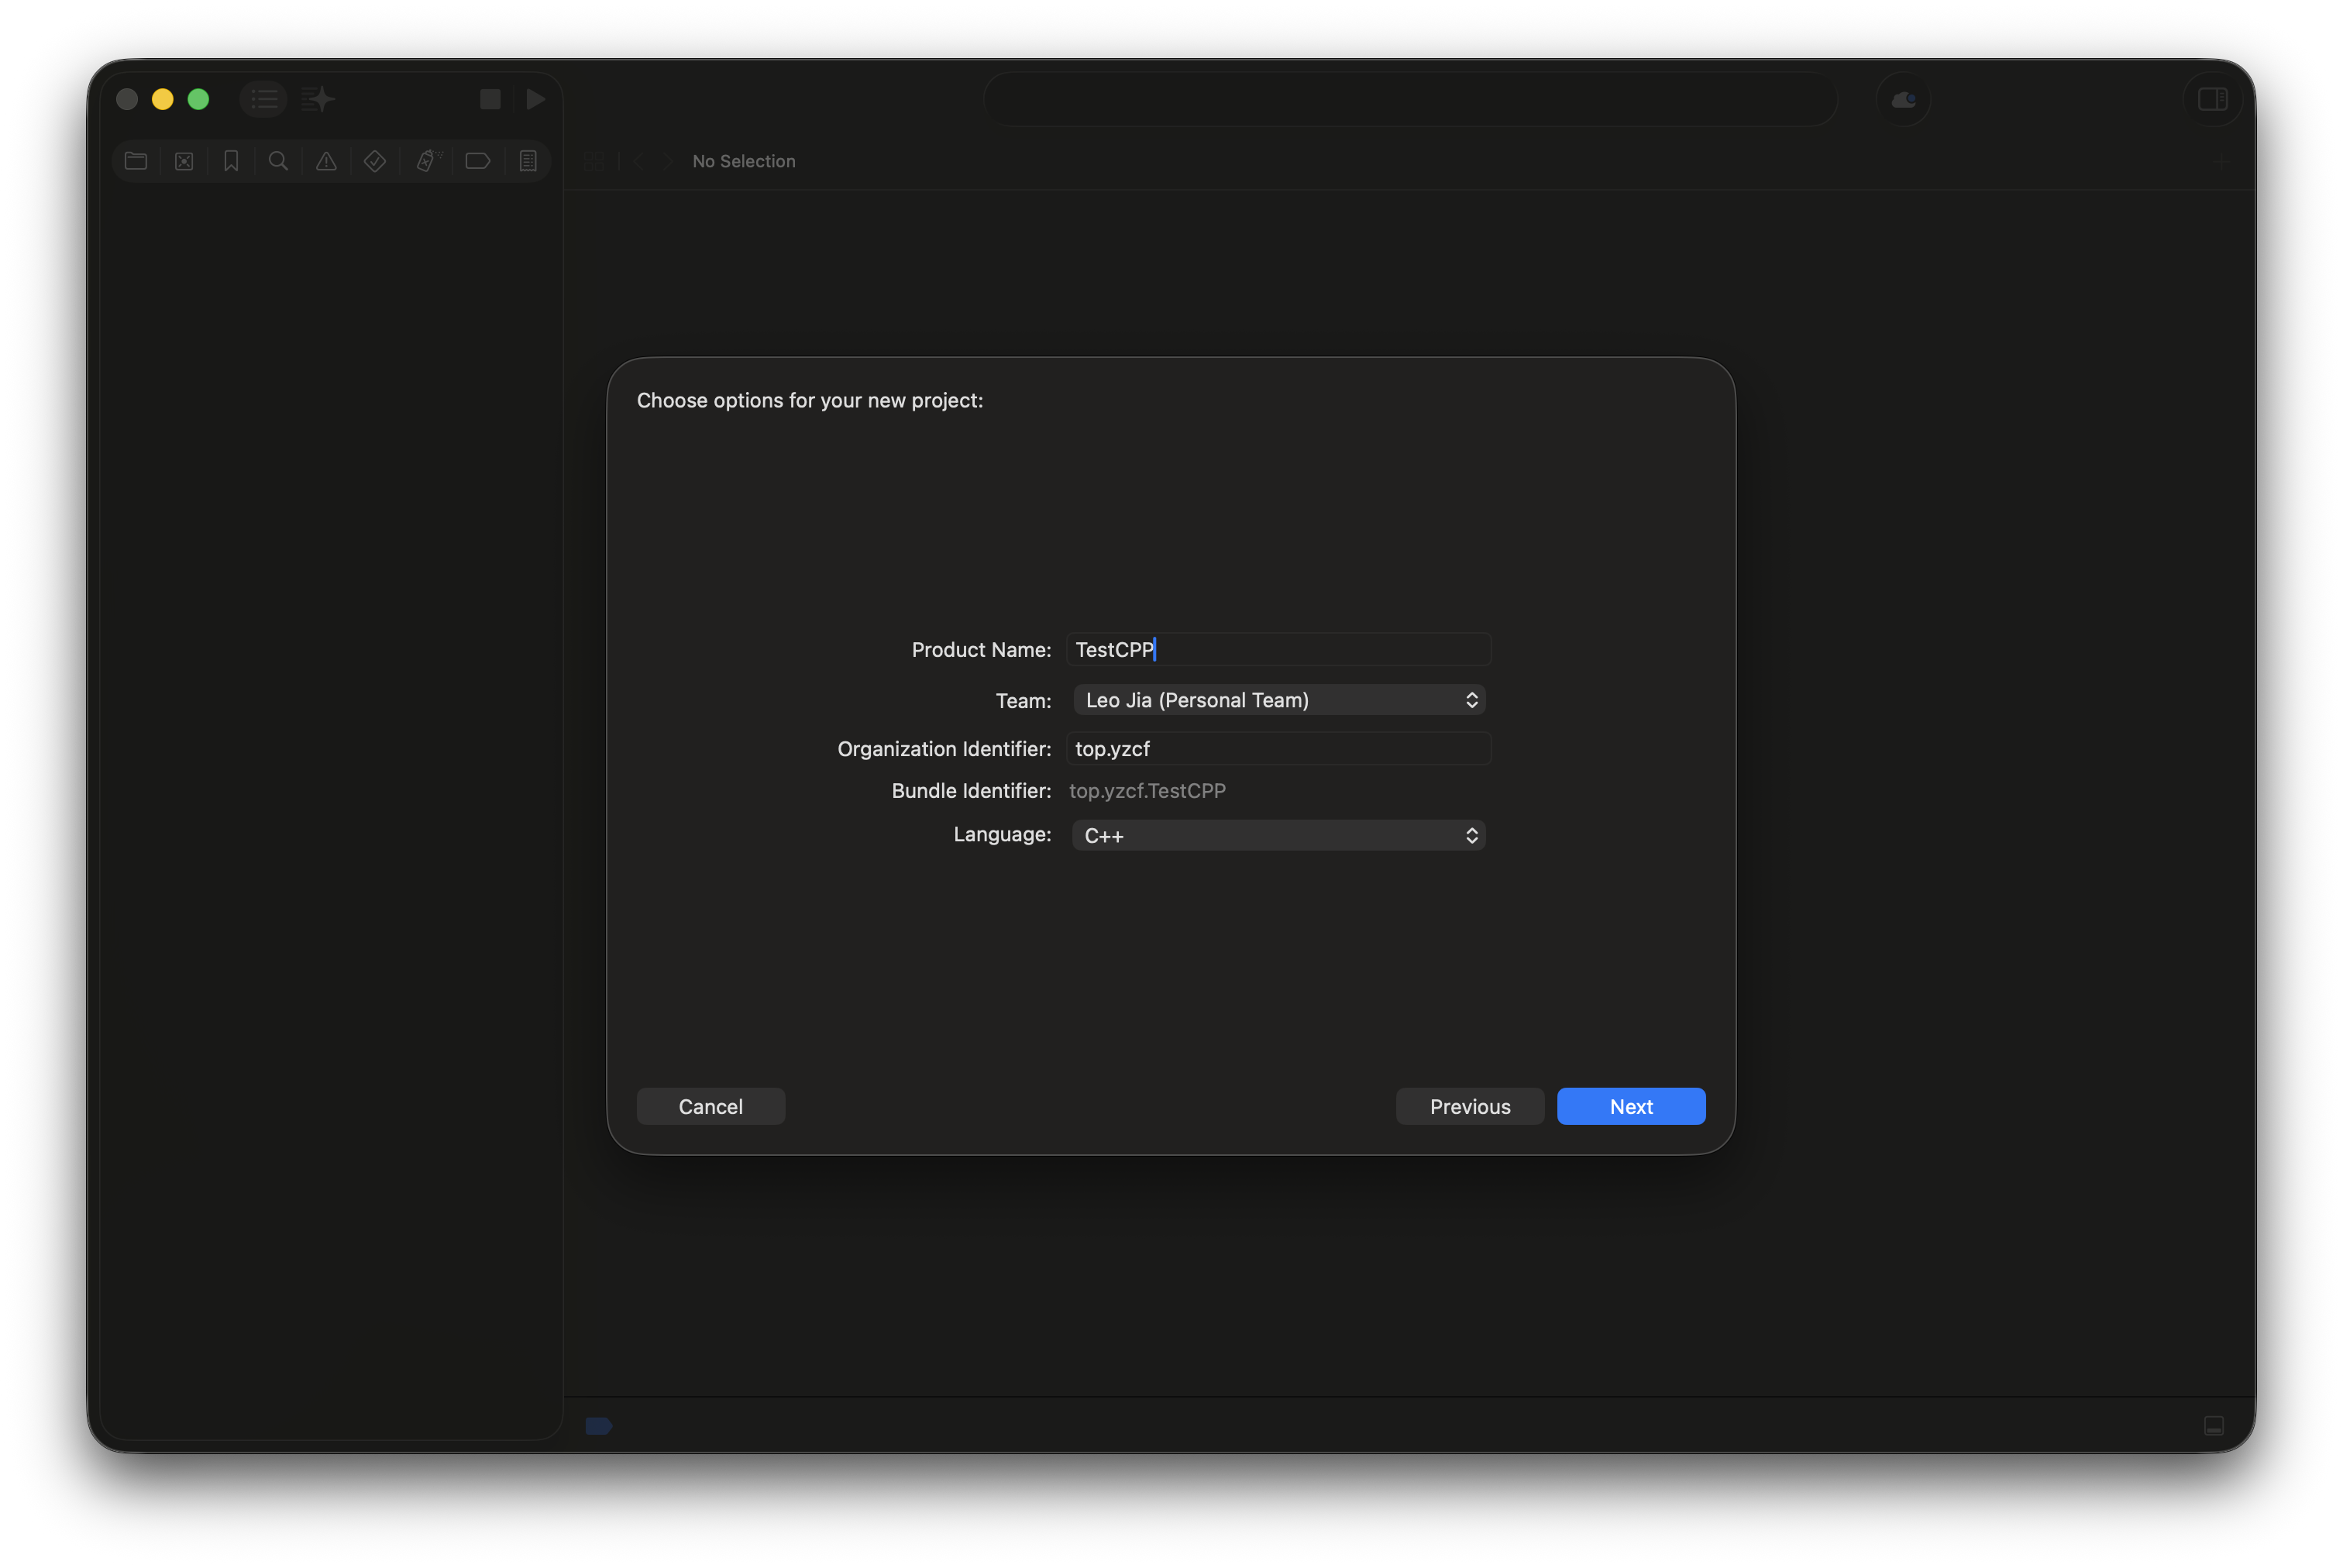 No Selection
Choose options for your new project:
Product Name: TestCPP
Team: Leo Jia (Personal Team)
Organization Identifier: top.yzcf
Bundle Identifier: top.yzcf.TestCPP
Language: C++
Cancel Previous Next